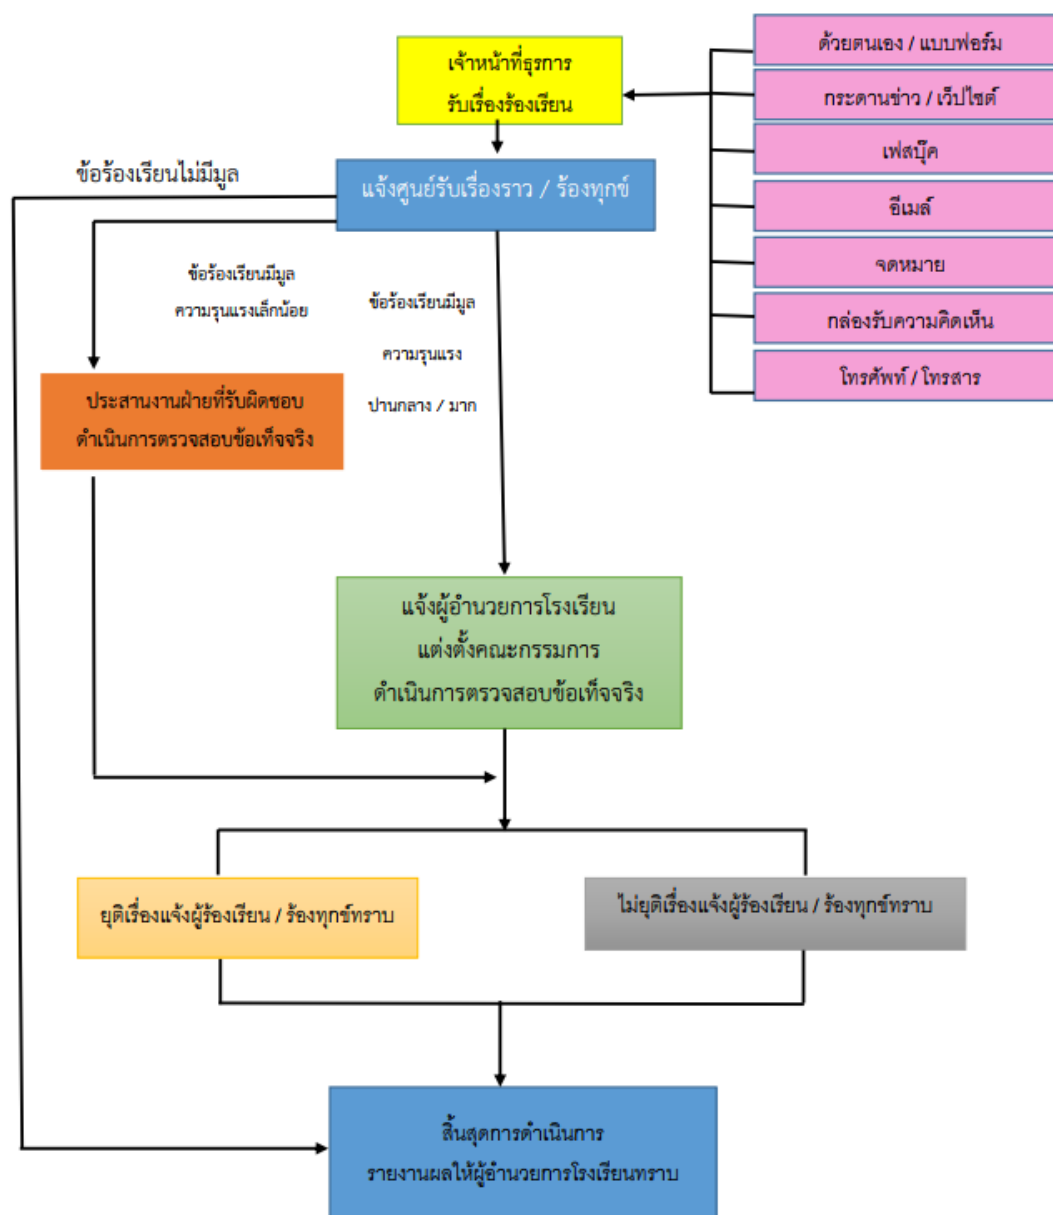 เจ้าหน้าที่ธุรการ
รับเรื่องร้องเรียน
ด้วยตนเอง / แบบฟอร์ม
กระดานข่าว / เว็ปไซต์
เฟสบุ๊ค
อีเมล์
จดหมาย
กล่องรับความคิดเห็น
โทรศัพท์ / โทรสาร
ข้อร้องเรียนไม่มีมูล
แจ้งศูนย์รับเรื่องราว / ร้องทุกข์
ข้อร้องเรียนมีมูล
ความรุนแรงเล็กน้อย
ข้อร้องเรียนมีมูล
ความรุนแรง
ปานกลาง / มาก
ประสานงานฝ่ายที่รับผิดชอบ
ดำเนินการตรวจสอบข้อเท็จจริง
แจ้งผู้อำนวยการโรงเรียน
แต่งตั้งคณะกรรมการ
ดำเนินการตรวจสอบข้อเท็จจริง
ยุติเรื่องแจ้งผู้ร้องเรียน / ร้องทุกข์ทราบ
ไม่ยุติเรื่องแจ้งผู้ร้องเรียน / ร้องทุกข์ทราบ
สิ้นสุดการดำเนินการ
รายงานผลให้ผู้อำนวยการโรงเรียนทราบ